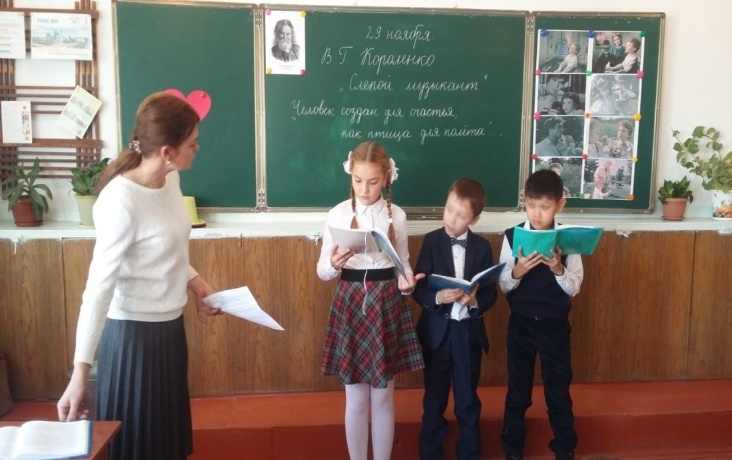 29 ноября.
В Г Короленко
„Слепой музыкант"
Человек создан для счастья,
как птица для полёта...